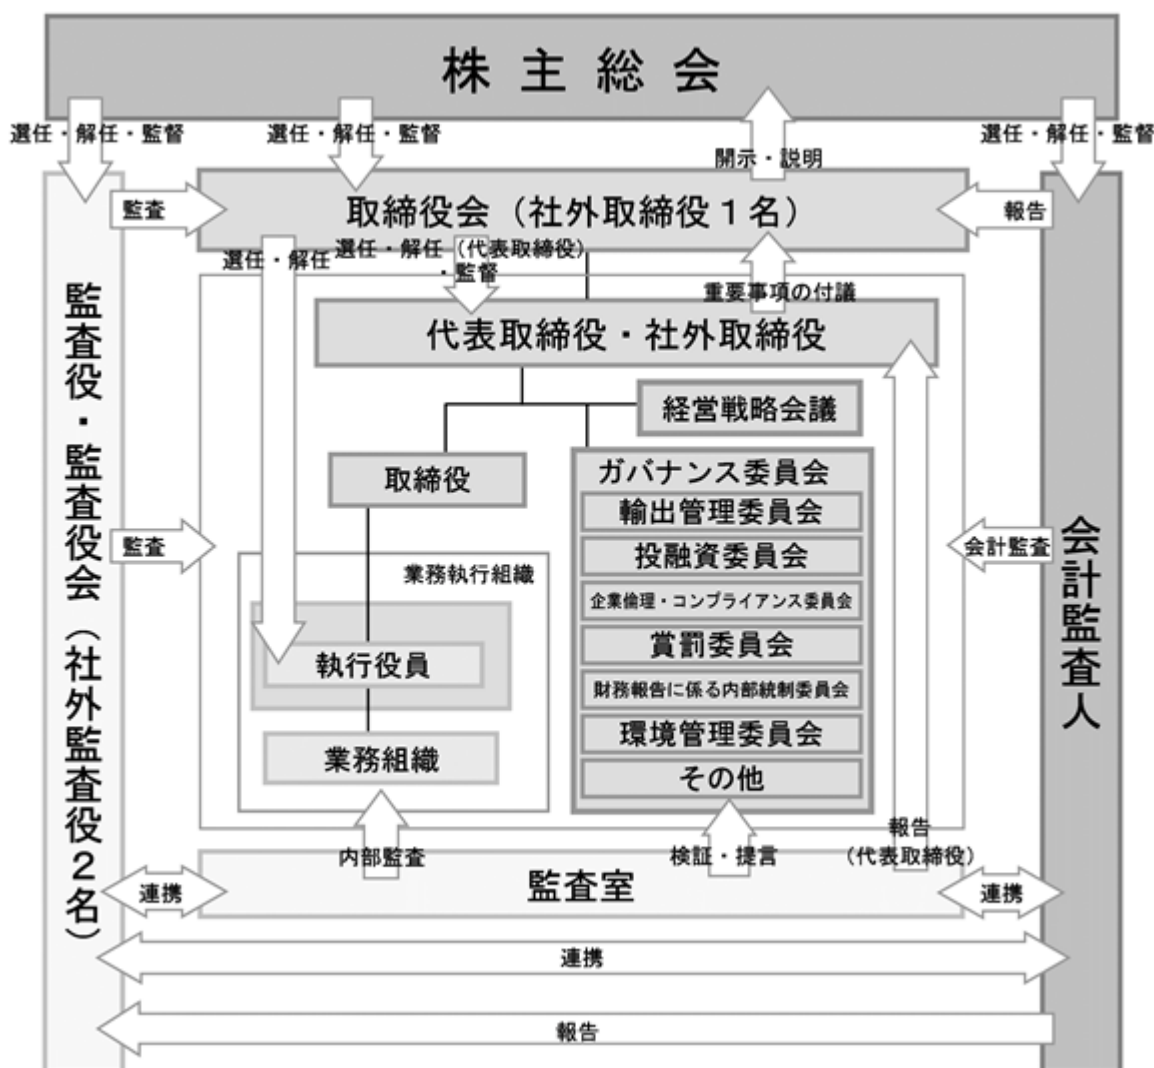 株主総会
選任・解任・監督
選任・解任・監督
開示・説明
選任・解任・監督
監査
取締役会（社外取締役１名）
報告
選任・解任
選任・解任（代表取締役）
・監督
重要事項の付議
代表取締役・社外取締役
経営戦略会議
取締役
ガバナンス委員会
輸出管理委員会
投融資委員会
企業倫理・コンプライアンス委員会
賞罰委員会
財務報告に係る内部統制委員会
環境管理委員会
その他
監査
会計監査
業務執行組織
執行役員
業務組織
監査役・監査役会（社外監査役２名）
会計監査人
内部監査
検証・提言
報告
（代表取締役）
監査室
連携
連携
連携
報告